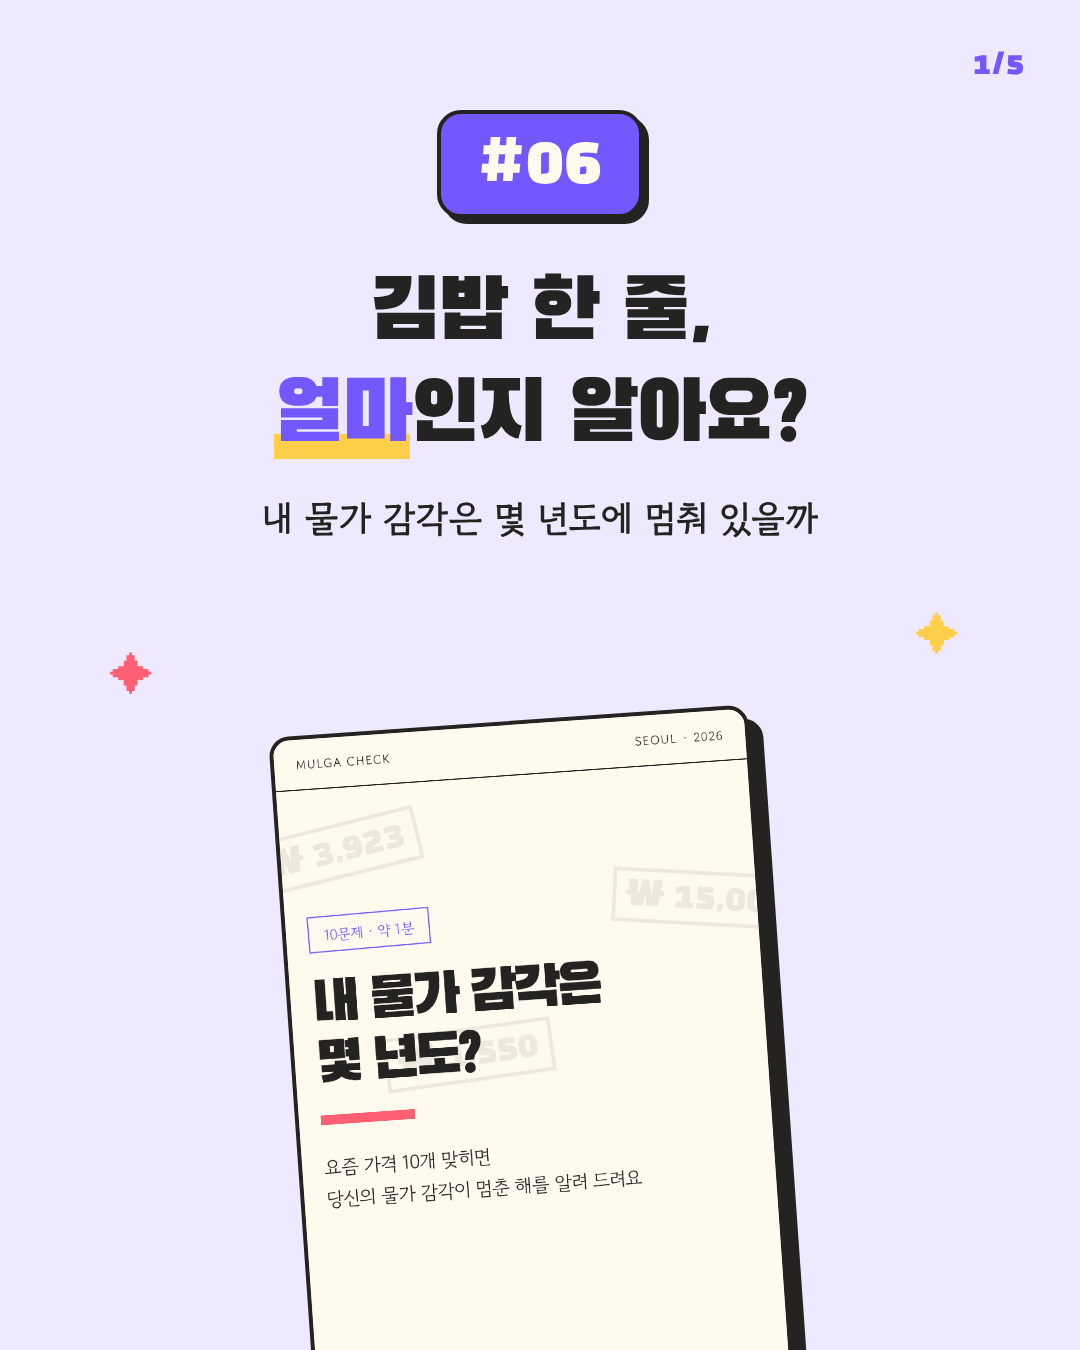 1/5
#06
김밥 한 줄,
얼마인지 알아요?
내 물가 감각은 몇 년도에 멈춰 있을까
MULGA CHECK
SEOUL · 2026
₩ 3,923
₩ 15,00
10문제 · 약 1분
내 물가 감각은
몇 년도?
550
요즘 가격 10개 맞히면
당신의 물가 감각이 멈춘 해를 알려 드려요